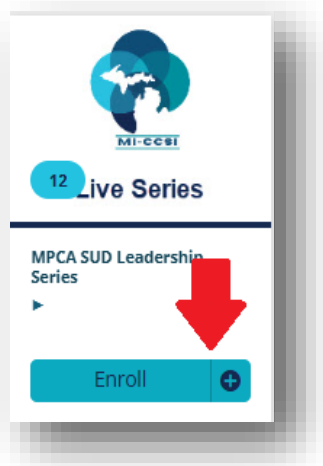 MI-CCSI
12
Live Series
MPCA SUD Leadership
Series
Enroll